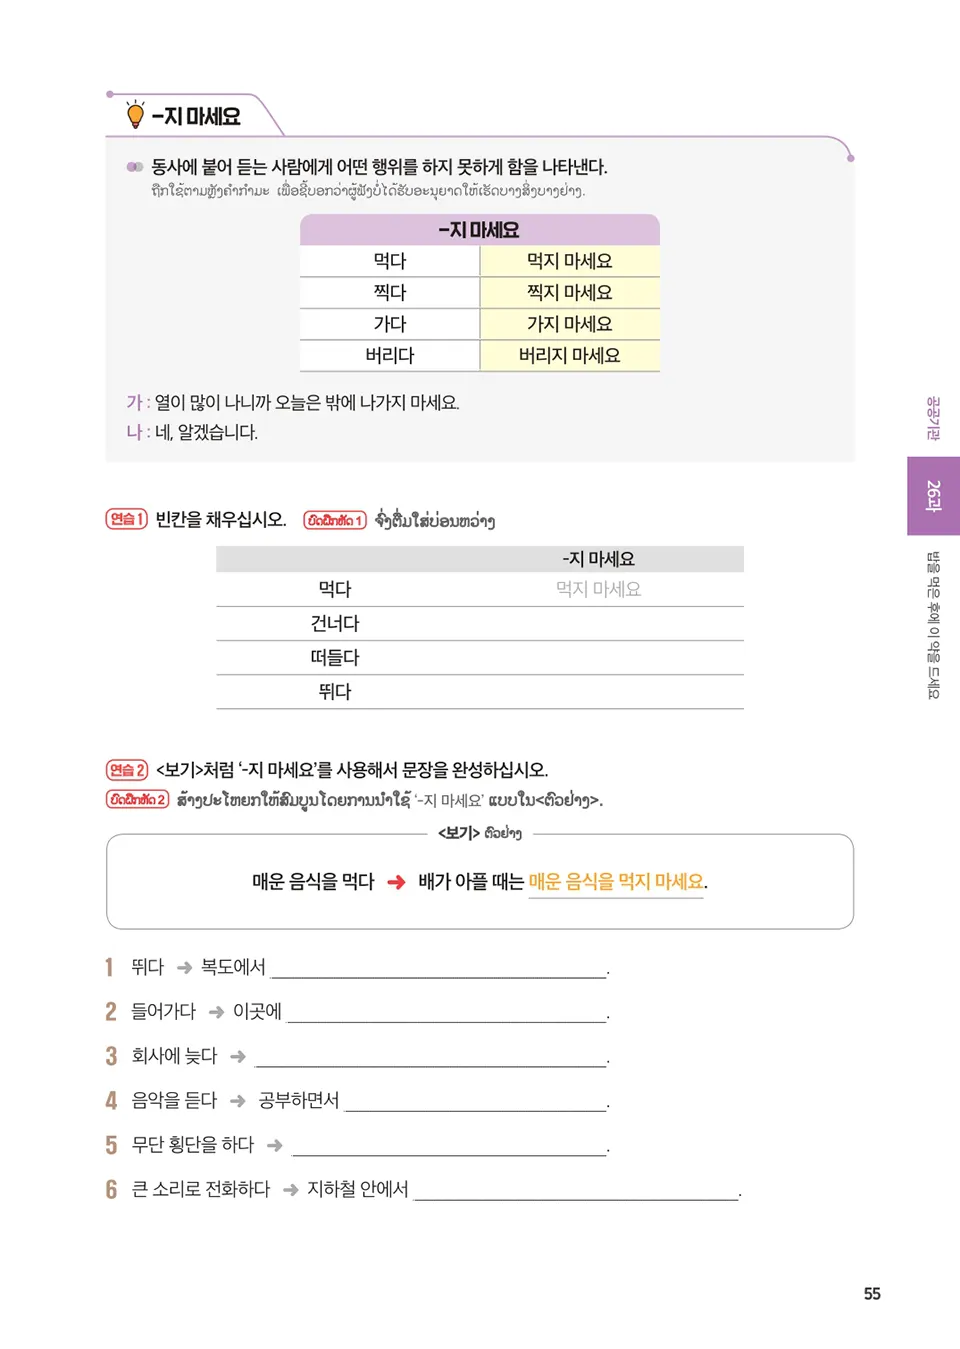 -지 마세요
동사에 붙어 듣는 사람에게 어떤 행위를 하지 못하게 함을 나타낸다.
ຖືກໃຊ້ຕາມຫຼັງຄຳກຳມະ ເພື່ອຊີ້ບອກວ່າຜູ້ຟັງບໍ່ໄດ້ຮັບອະນຸຍາດໃຫ້ເຮັດບາງສິ່ງບາງຢ່າງ.
-지 마세요
먹다 먹지 마세요
찍다 찍지 마세요
가다 가지 마세요
버리다 버리지 마세요
가 : 열이 많이 나니까 오늘은 밖에 나가지 마세요.
나 : 네, 알겠습니다.
공공기관
26과
밥을 먹은 후에 이 약을 드세요
연습 1 빈칸을 채우십시오. ບົດຝຶກຫັດ 1 ຈົ່ງຕື່ມໃສ່ບ່ອນຫວ່າງ
-지 마세요
먹다 먹지 마세요
건너다
떠들다
뛰다
연습 2 <보기>처럼 ‘-지 마세요’를 사용해서 문장을 완성하십시오.
ບົດຝຶກຫັດ 2 ສ້າງປະໂຫຍກໃຫ້ສົມບູນໂດຍການນຳໃຊ້ ‘-지 마세요’ ແບບໃນ<ຕົວຢ່າງ>.
<보기> ຕົວຢ່າງ
매운 음식을 먹다 ➜ 배가 아플 때는 매운 음식을 먹지 마세요.
1 뛰다 ➜ 복도에서 .
2 들어가다 ➜ 이곳에 .
3 회사에 늦다 ➜ .
4 음악을 듣다 ➜ 공부하면서 .
5 무단 횡단을 하다 ➜ .
6 큰 소리로 전화하다 ➜ 지하철 안에서 .
55